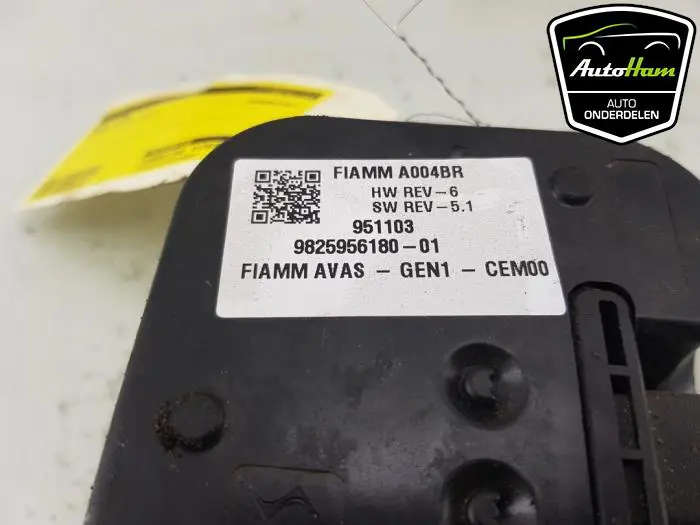 AutoHam
AUTO
ONDERDELEN
FIAMM A004BR
HW REV-6
SW REV-5.1
951103
9825956180-01
FIAMM AVAS - GEN1 - CEM00